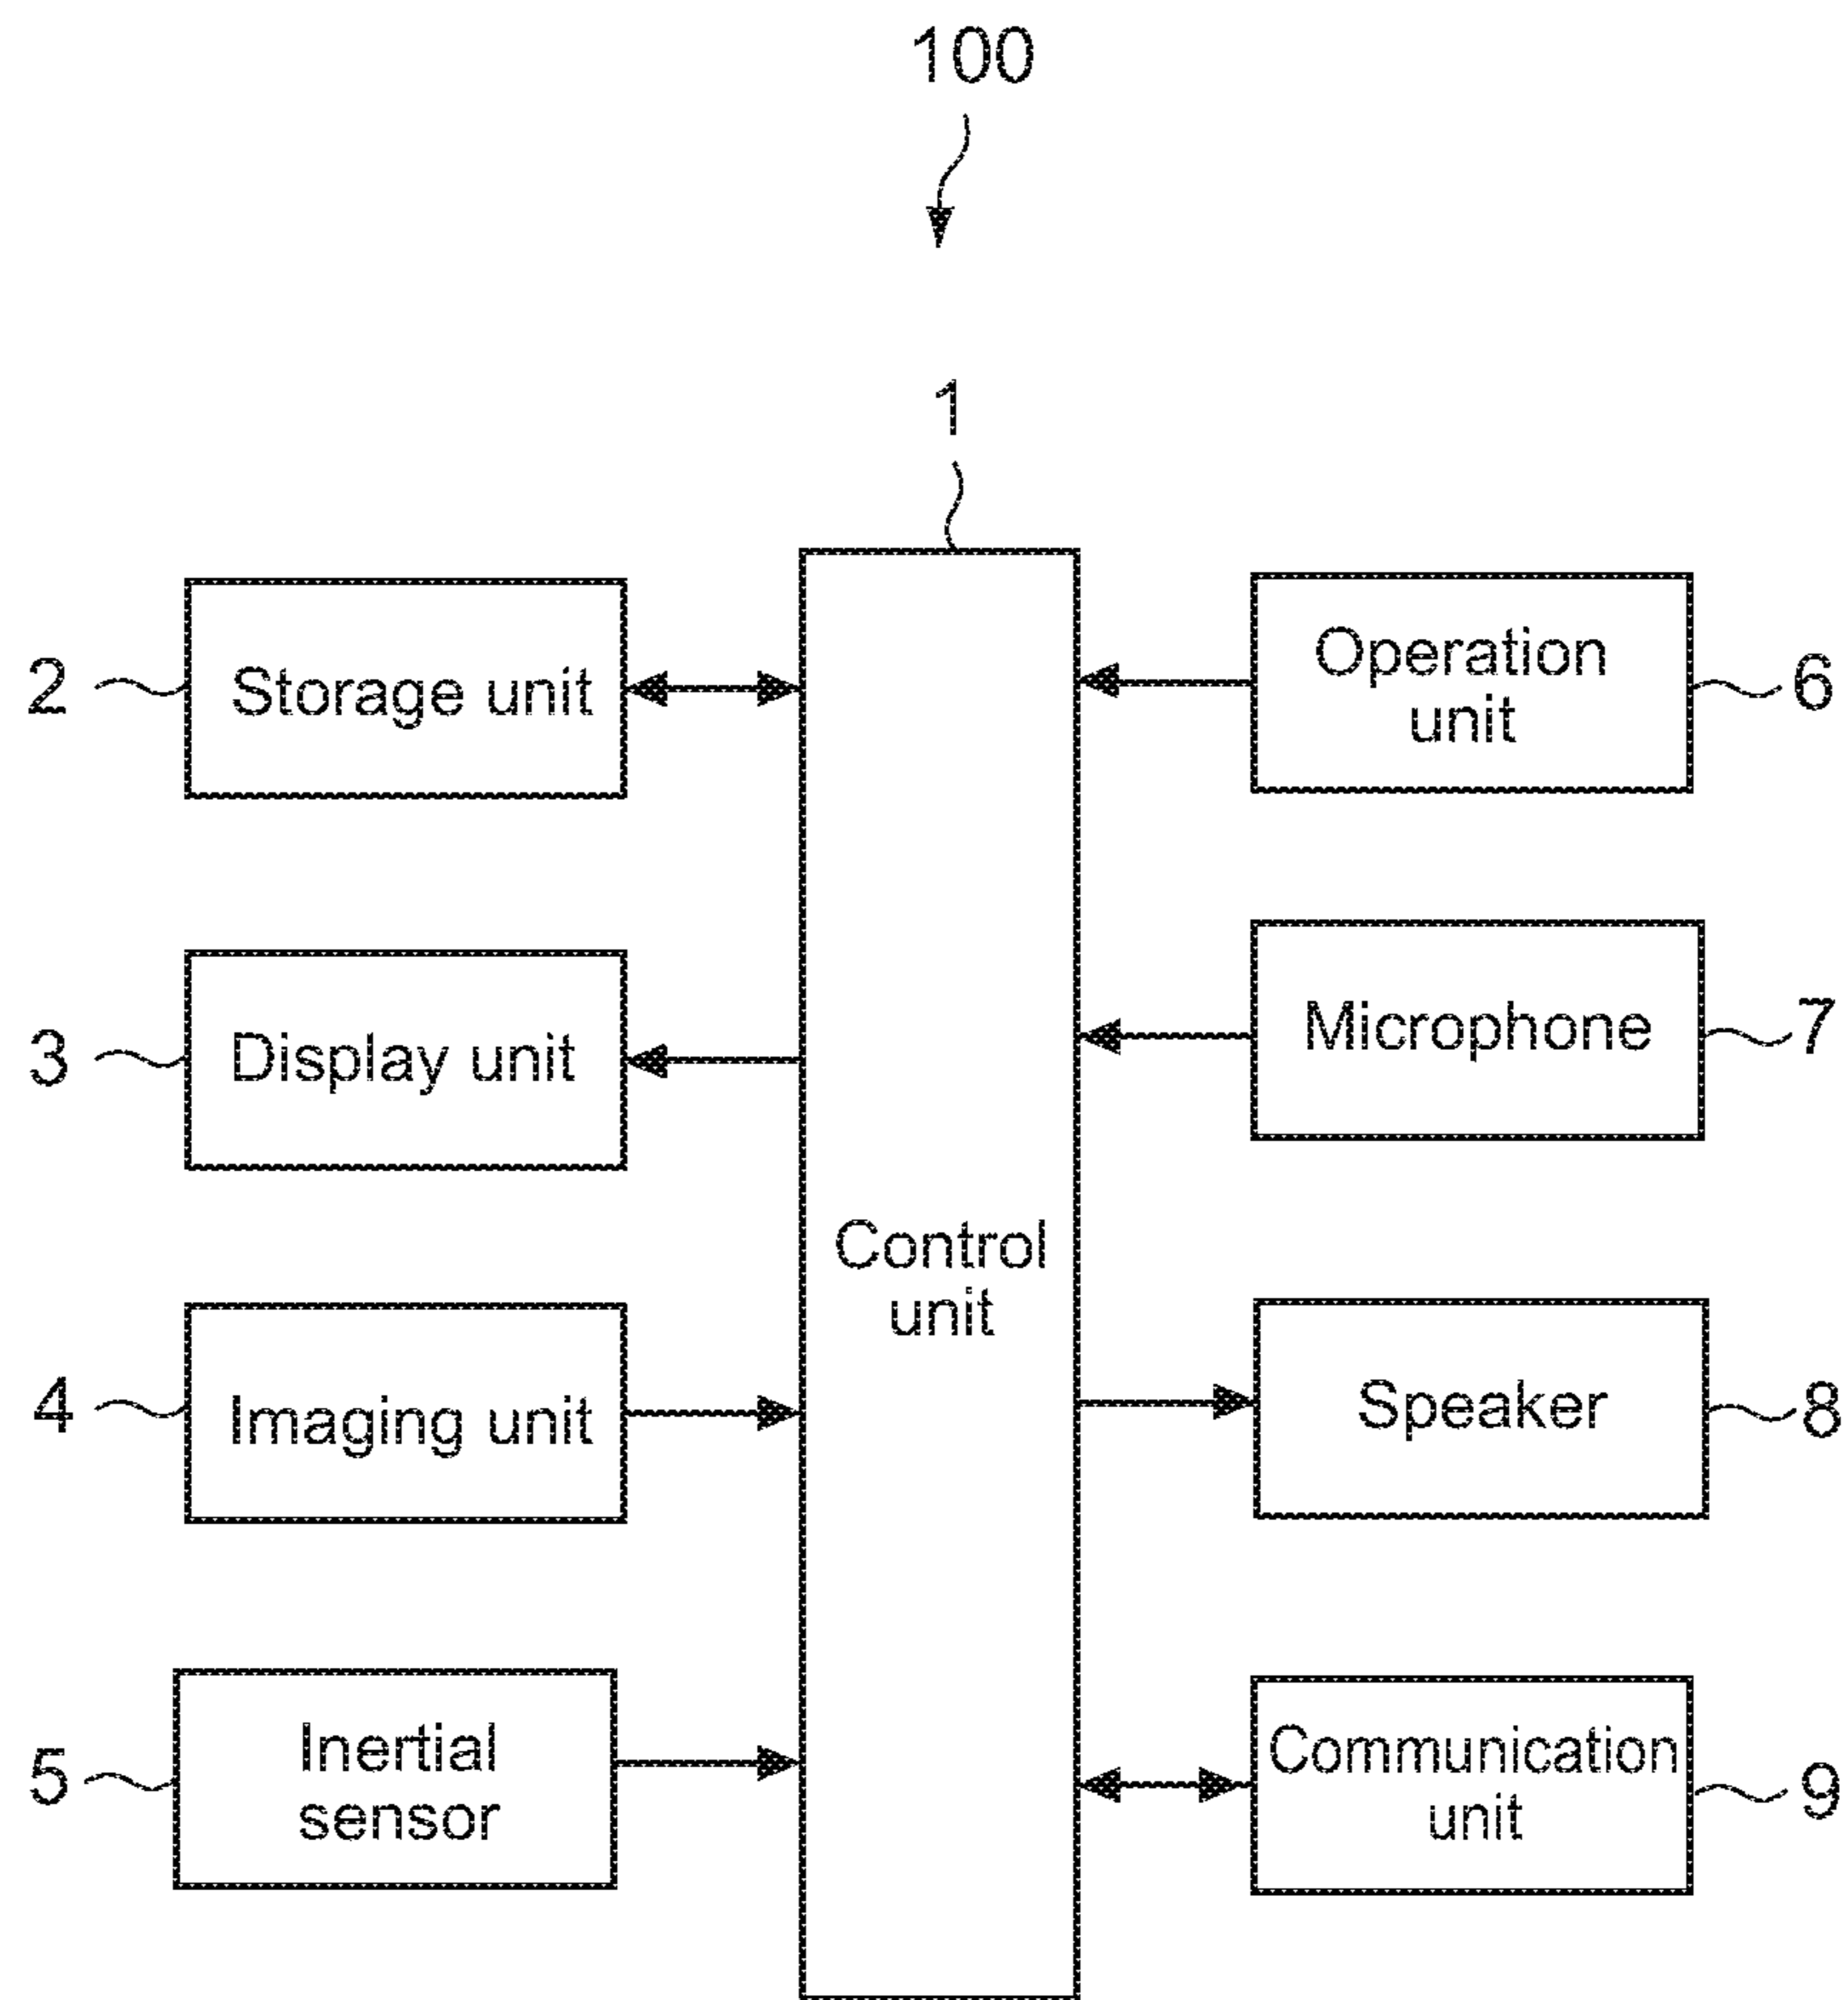 100
1
2
Storage unit
Operation
unit
6
3
Display unit
Microphone
7
Control
unit
4
Imaging unit
Speaker
8
5
Inertial
sensor
Communication
unit
9